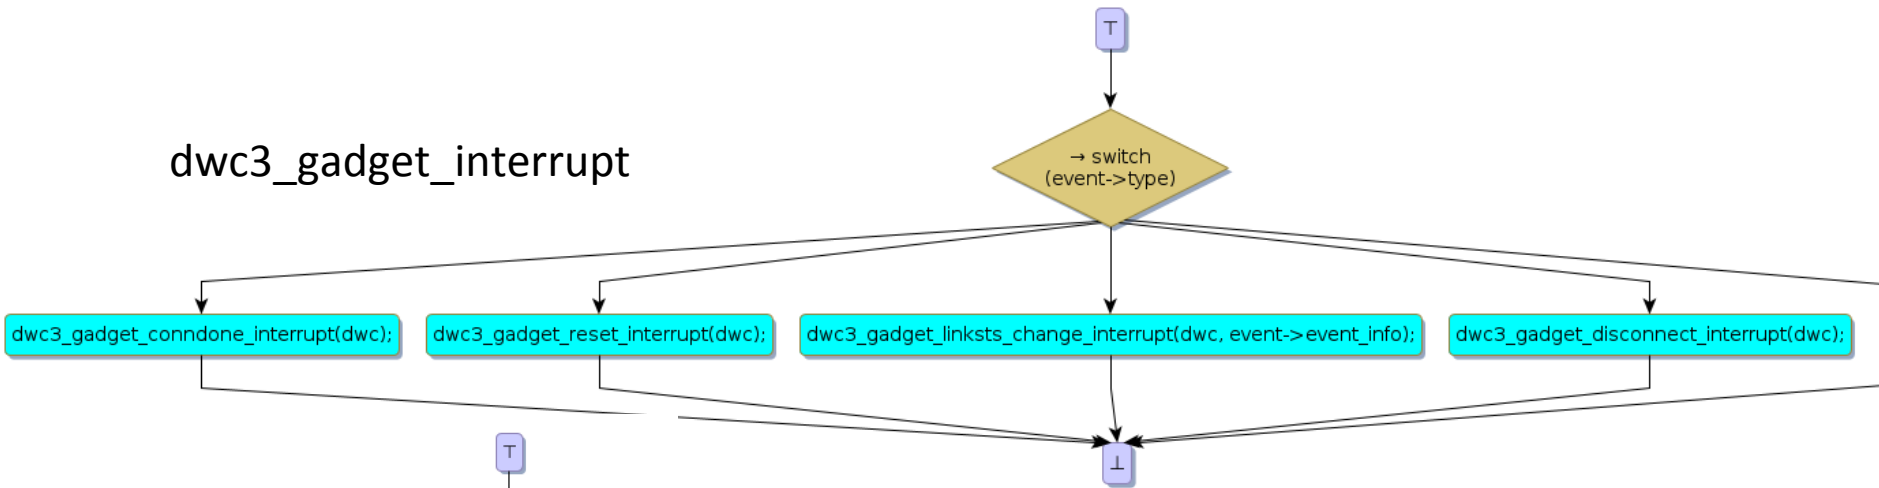 ⊤
dwc3_gadget_interrupt
→ switch
(event->type)
dwc3_gadget_conndone_interrupt(dwc);
dwc3_gadget_reset_interrupt(dwc);
dwc3_gadget_linksts_change_interrupt(dwc, event->event_info);
dwc3_gadget_disconnect_interrupt(dwc);
⊤
⊥